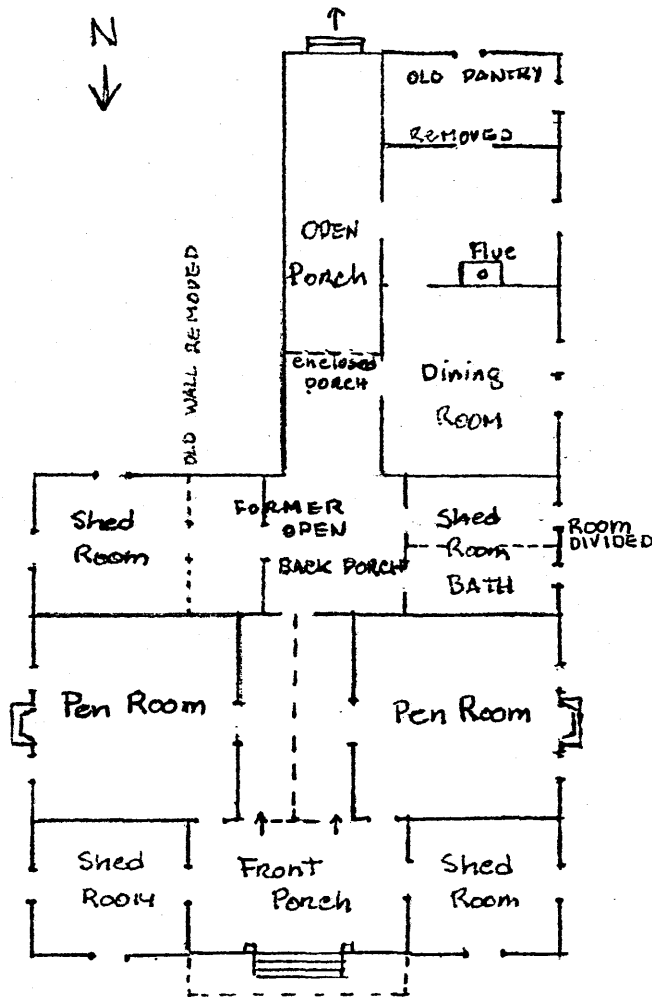 N
OLD PANTRY
REMOVED
OPEN
Porch
Flue
OLD WALL REMOVED
enclosed
PORCH
Dining
ROOM
Shed
Room
FORMER
OPEN
BACK PORCH
Shed
Room
BATH
ROOM
DIVIDED
Pen Room
Pen Room
Shed
ROOM
Front
Porch
Shed
Room